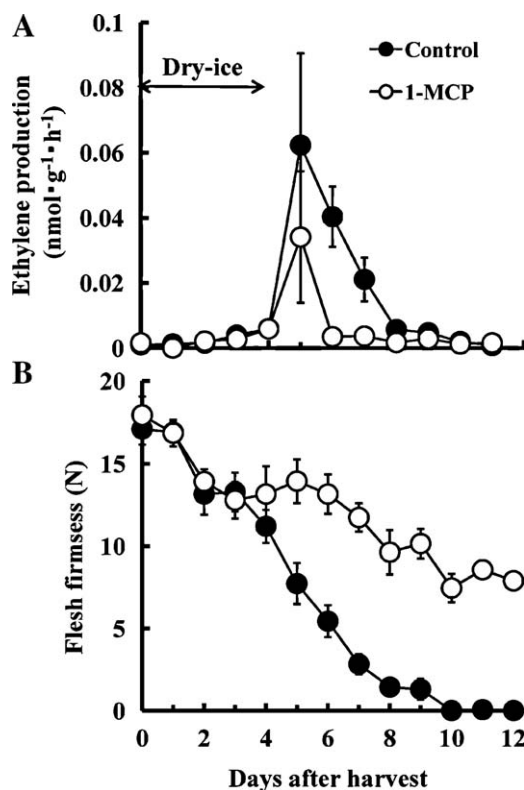 A
Ethylene production
(nmol•g⁻¹•h⁻¹)
0.1
0.08
0.06
0.04
0.02
0
Dry-ice
Control
1-MCP
B
Flesh firmsess (N)
20
15
10
5
0
0 2 4 6 8 10 12
Days after harvest